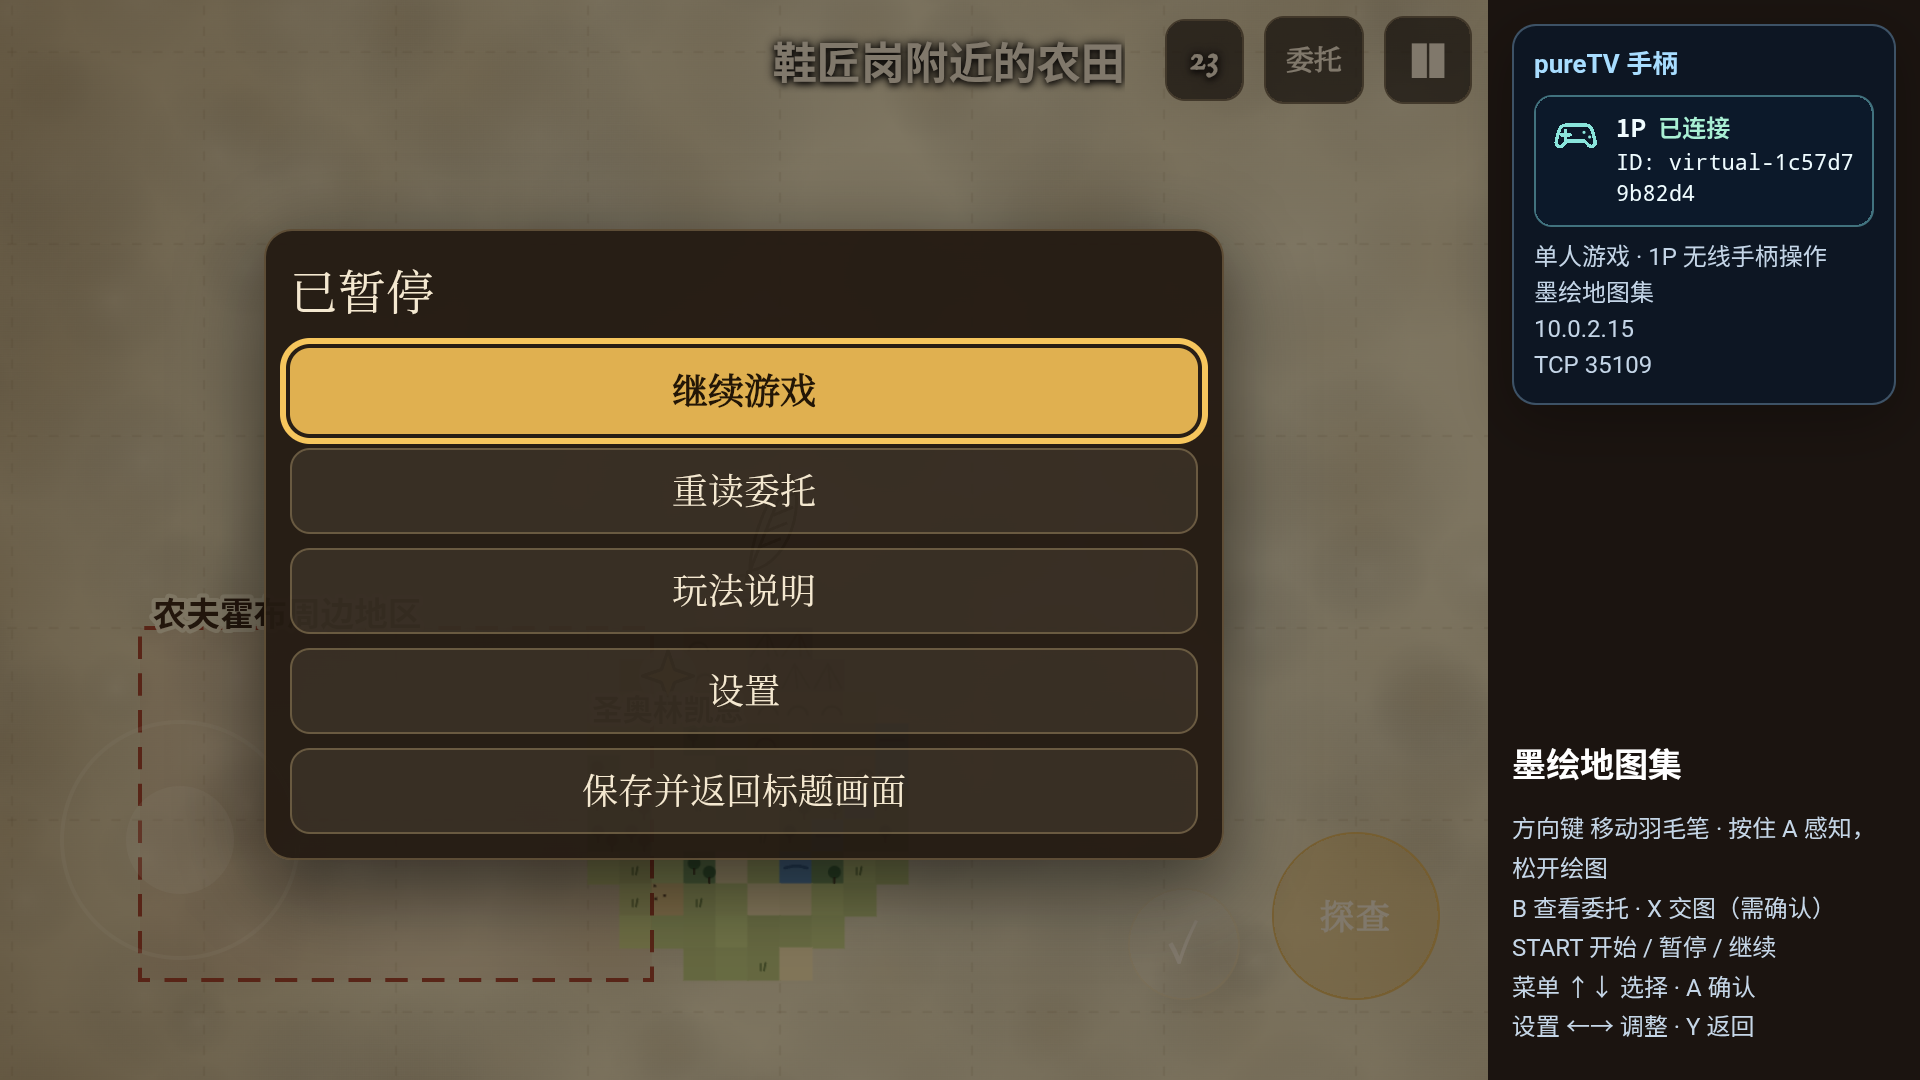 鞋匠岗附近的农田
23
委托
已暂停
继续游戏
重读委托
玩法说明
设置
保存并返回标题画面
农夫霍布周边地区
圣奥林凯恩
探查
pureTV 手柄
1P 已连接
ID: virtual-1c57d7
9b82d4
单人游戏 · 1P 无线手柄操作
墨绘地图集
10.0.2.15
TCP 35109
墨绘地图集
方向键 移动羽毛笔 · 按住 A 感知，
松开绘图
B 查看委托 · X 交图（需确认）
START 开始 / 暂停 / 继续
菜单 ↑↓ 选择 · A 确认
设置 ←→ 调整 · Y 返回